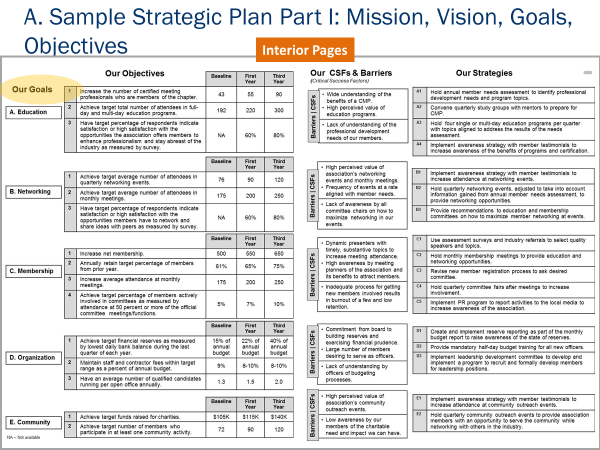 A. Sample Strategic Plan Part I: Mission, Vision, Goals,
Objectives
Interior Pages
Our Goals
Our Objectives
Baseline
First Year
Third Year
Our CSFs & Barriers
(Critical Success Factors)
Our Strategies
A. Education
1 Increase the number of certified meeting
professionals who are members of the chapter.
43 55 90
2 Achieve target total number of attendees in full-
day and multi-day education programs.
192 220 300
3 Have target percentage of respondents indicate
satisfaction or high satisfaction with the
opportunities the association offers members to
enhance professionalism and stay abreast of the
industry as measured by survey.
NA 60% 80%
Barriers | CSFs
• Wide understanding of the
benefits of a CMP.
• High perceived value of
education programs.
• Lack of understanding of the
professional development
needs of our members.
A1 Hold annual member needs assessment to identify professional
development needs and program topics.
A2 Convene quarterly study groups with mentors to prepare for
CMP.
A3 Hold four single or multi-day education programs per quarter
with topics aligned to address the results of the needs
assessment.
A4 Implement awareness strategy with member testimonials to
increase awareness of the benefits of programs and certification.
B. Networking
Baseline
First Year
Third Year
1 Achieve target average number of attendees in
quarterly networking events.
76 90 120
2 Achieve target average number of attendees in
monthly meetings.
175 200 250
3 Have target percentage of respondents indicate
satisfaction or high satisfaction with the
opportunities members have to network and
share ideas with peers as measured by survey.
NA 60% 80%
Barriers | CSFs
• High perceived value of
association's networking
events and monthly meetings.
• Frequency of events at a rate
aligned with member needs.
• Lack of awareness by all
committee chairs on how to
maximize networking in our
events.
B1 Implement awareness strategy with member testimonials to
increase attendance at networking events.
B2 Hold quarterly networking events, adjusted to take into account
information gained from annual member needs assessment, to
provide networking opportunities.
B3 Provide recommendations to education and membership
committees on how to maximize member networking at events.
C. Membership
Baseline
First Year
Third Year
1 Increase net membership.
500 550 650
2 Annually retain target percentage of members
from prior year.
61% 65% 75%
3 Increase average attendance at monthly
meetings.
175 200 250
4 Achieve target percentage of members actively
involved in committees as measured by
attendance at 50 percent or more of the official
committee meetings/functions.
5% 7% 10%
Barriers | CSFs
• Dynamic presenters with
timely, substantive topics to
increase meeting attendance.
• High awareness by meeting
planners of the association and
its benefits to attract members.
• Inadequate process for getting
new members involved results
in burnout of a few and low
retention.
C1 Use assessment surveys and industry referrals to select quality
speakers and topics.
C2 Hold monthly membership meetings to provide education and
networking opportunities.
C3 Revise new member registration process to ask desired
committee.
C4 Hold quarterly committee fairs after meetings to increase
involvement.
C5 Implement PR program to report activities to the local media to
increase awareness of the association.
D. Organization
Baseline
First Year
Third Year
1 Achieve target financial reserves as measured
by lowest daily bank balance during the last
quarter of each year.
15% of annual budget
22% of annual budget
40% of annual budget
2 Maintain staff and contractor fees within target
range as a percent of annual budget.
9% 8-10% 8-10%
3 Have an average number of qualified candidates
running per open office annually.
1.3 1.5 2.0
Barriers | CSFs
• Commitment from board to
building reserves and
exercising financial prudence.
• Large number of members
desiring to serve as officers.
• Lack of understanding by
officers of budgeting
processes.
D1 Create and implement reserve reporting as part of the monthly
budget report to raise awareness of the state of reserves.
D2 Provide mandatory half-day budget training for all new officers.
D3 Implement leadership development committee to develop and
implement a program to recruit and formally develop members
for leadership positions.
E. Community
Baseline
First Year
Third Year
1 Achieve target funds raised for charities.
$105K $115K $140K
2 Achieve target number of members who
participate in at least one community activity.
72 90 120
Barriers | CSFs
• High perceived value of
association's community
outreach events.
• Low awareness by our
members of the charitable
need and impact we can have.
E1 Implement awareness strategy with member testimonials to
increase attendance at community outreach events.
E2 Hold quarterly community outreach events to provide association
members with an opportunity to serve the community while
networking with others in the industry.
NA – Not available